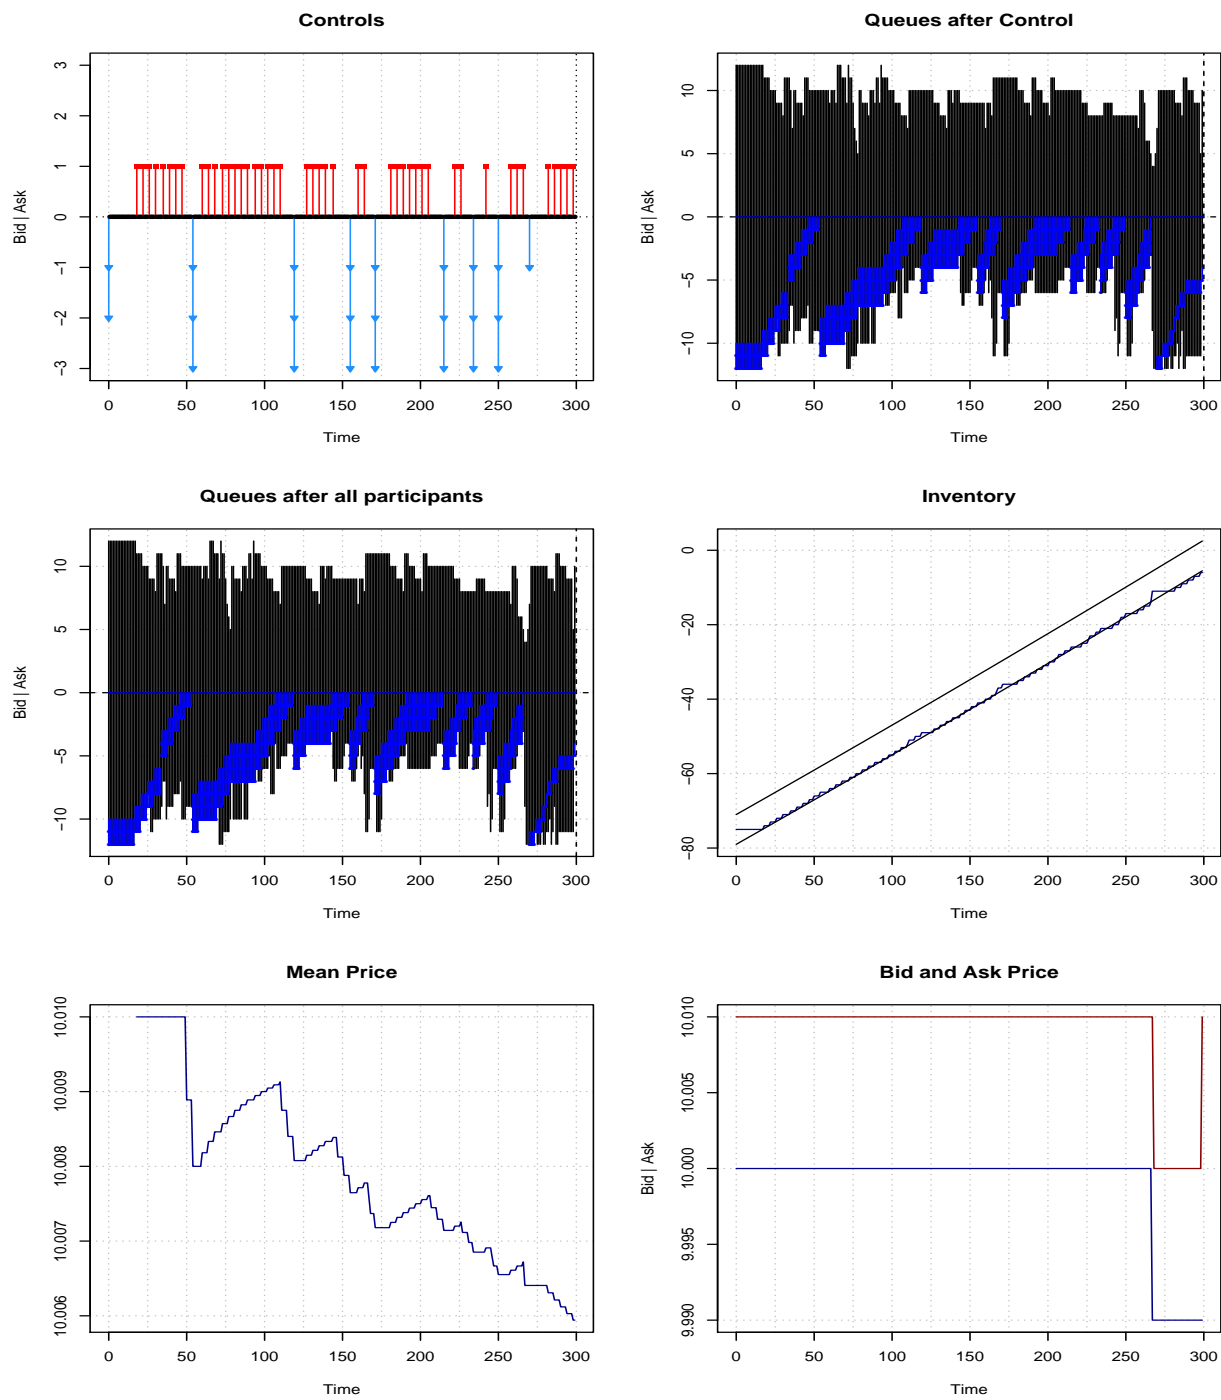 Controls
Bid | Ask
3
2
1
0
-1
-2
-3
0 50 100 150 200 250 300
Time
Queues after Control
10
5
0
-5
-10
0 50 100 150 200 250 300
Time
Queues after all participants
Bid | Ask
10
5
0
-5
-10
0 50 100 150 200 250 300
Time
Inventory
0
-20
-40
-60
-80
0 50 100 150 200 250 300
Time
Mean Price
10.010
10.009
10.008
10.007
10.006
0 50 100 150 200 250 300
Time
Bid and Ask Price
Bid | Ask
10.010
10.005
10.000
9.995
9.990
0 50 100 150 200 250 300
Time